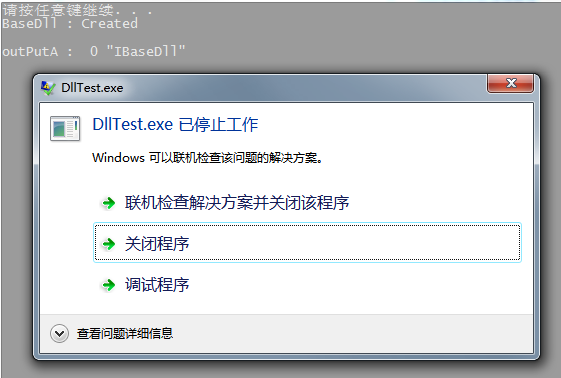 请按任意键继续. . .
BaseDll : Created
outPutA :  0 "IBaseDll"
DllTest.exe
DllTest.exe 已停止工作
Windows 可以联机检查该问题的解决方案。
联机检查解决方案并关闭该程序
关闭程序
调试程序
查看问题详细信息